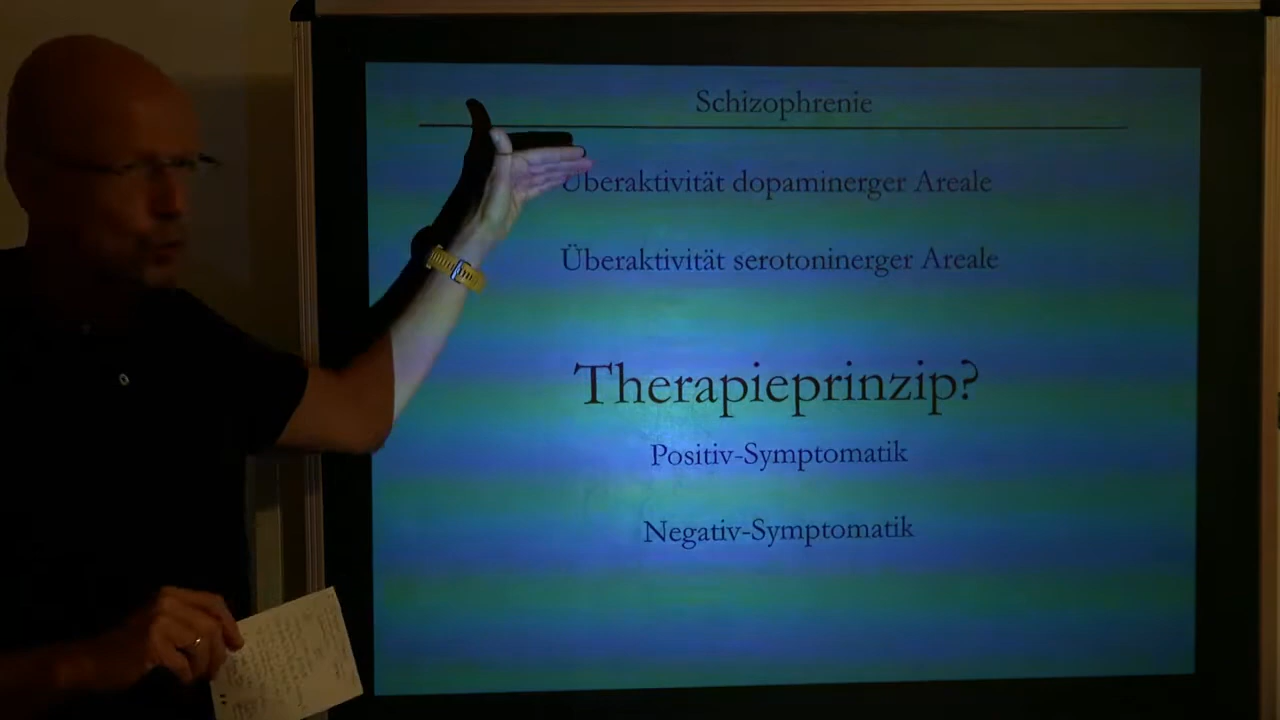 Schizophrenie
Überaktivität dopaminerger Areale
Überaktivität serotoninerger Areale
Therapieprinzip?
Positiv-Symptomatik
Negativ-Symptomatik